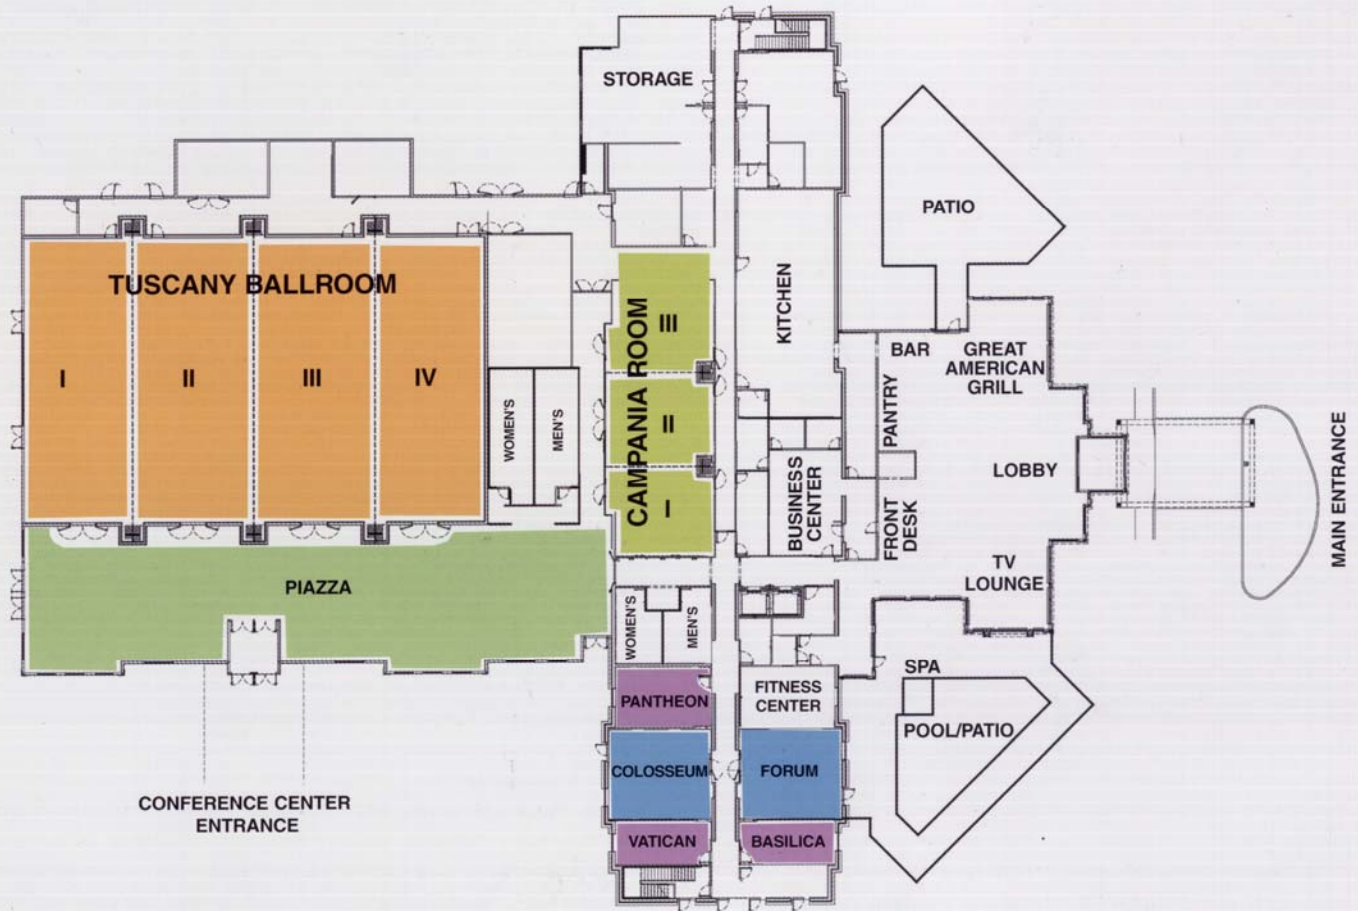 STORAGE
PATIO
TUSCANY BALLROOM
I
II
III
IV
WOMEN'S
MEN'S
CAMPANIA ROOM
III
II
I
KITCHEN
BAR
GREAT
AMERICAN
GRILL
PANTRY
LOBBY
MAIN ENTRANCE
BUSINESS
CENTER
FRONT
DESK
TV
LOUNGE
PIAZZA
WOMEN'S
MEN'S
PANTHEON
FITNESS
CENTER
SPA
POOL/PATIO
COLOSSEUM
FORUM
VATICAN
BASILICA
CONFERENCE CENTER
ENTRANCE